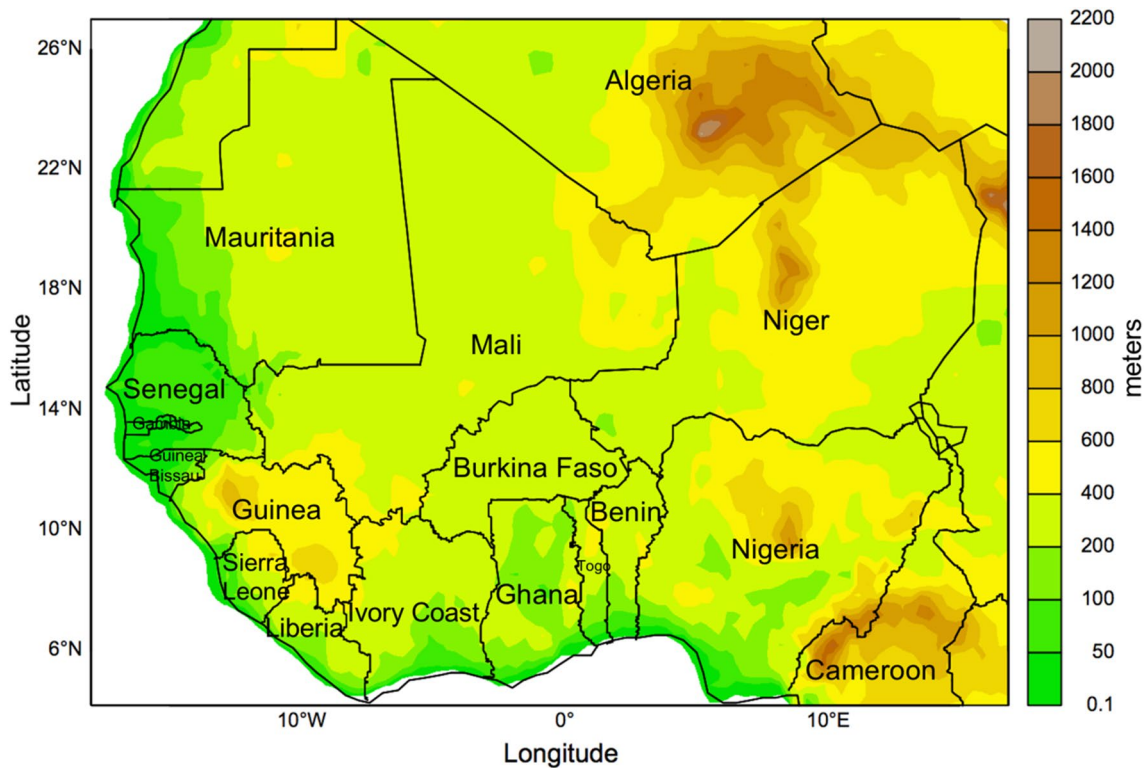 26°N
22°N
18°N
14°N
10°N
6°N
Latitude
10°W
0°
10°E
Longitude
Algeria
Mauritania
Mali
Niger
Senegal
Gambia
Guinea
Bissau
Guinea
Burkina Faso
Benin
Nigeria
Sierra
Leone
Togo
Ghana
Ivory Coast
Liberia
Cameroon
2200
2000
1800
1600
1400
1200
1000
800
600
400
200
100
50
0.1
meters